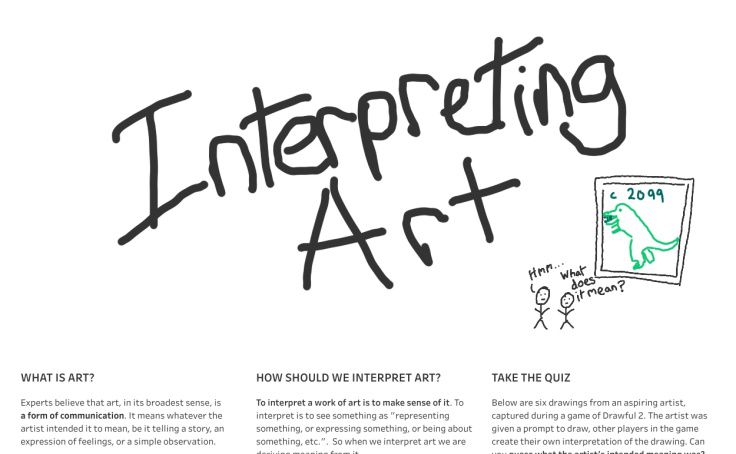 Interpreting
Art
c 2099
Hmm...
What
does
it mean?
WHAT IS ART?
Experts believe that art, in its broadest sense, is
a form of communication. It means whatever the
artist intended it to mean, be it telling a story, an
expression of feelings, or a simple observation.
HOW SHOULD WE INTERPRET ART?
To interpret a work of art is to make sense of it. To
interpret is to see something as "representing
something, or expressing something, or being about
something, etc.". So when we interpret art we are
deriving meaning from it.
TAKE THE QUIZ
Below are six drawings from an aspiring artist,
captured during a game of Drawful 2. The artist was
given a prompt to draw, other players in the game
create their own interpretation of the drawing. Can
you guess what the artist's intended meaning was?